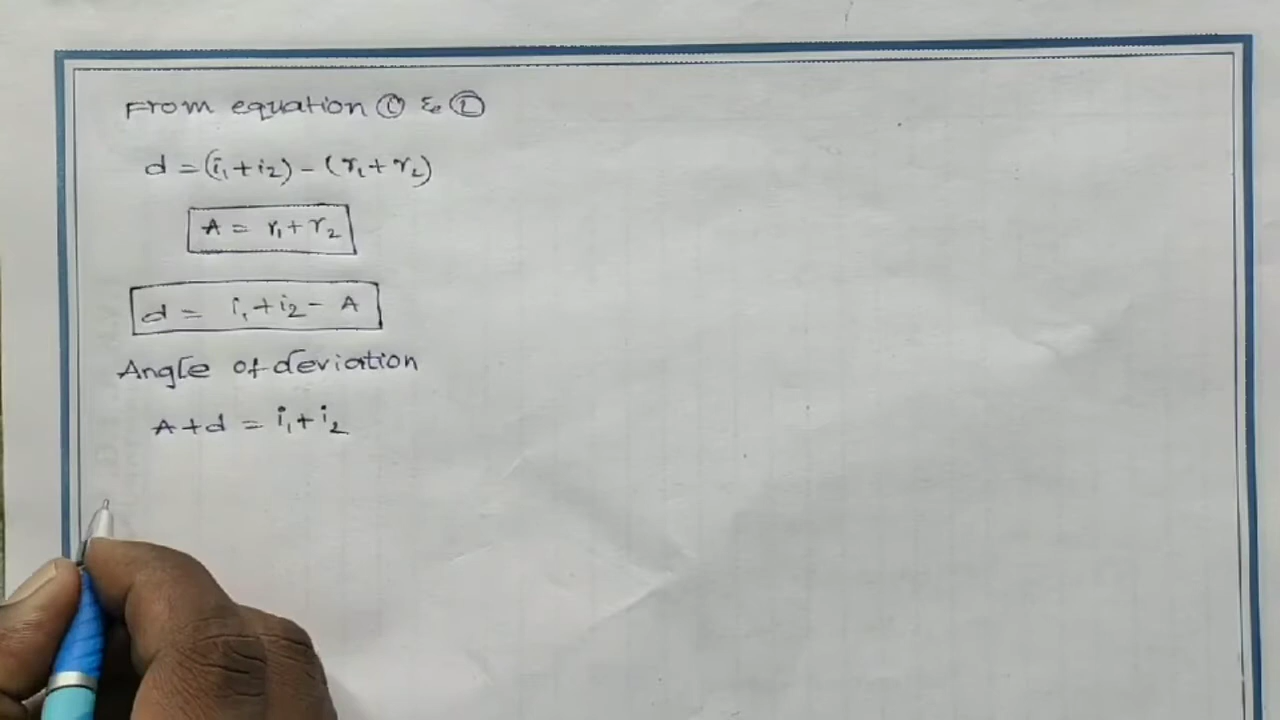 From equation ① & ②
d = (i₁ + i₂) - (r₁ + r₂)
A = r₁ + r₂
d = i₁ + i₂ - A
Angle of deviation
A + d = i₁ + i₂